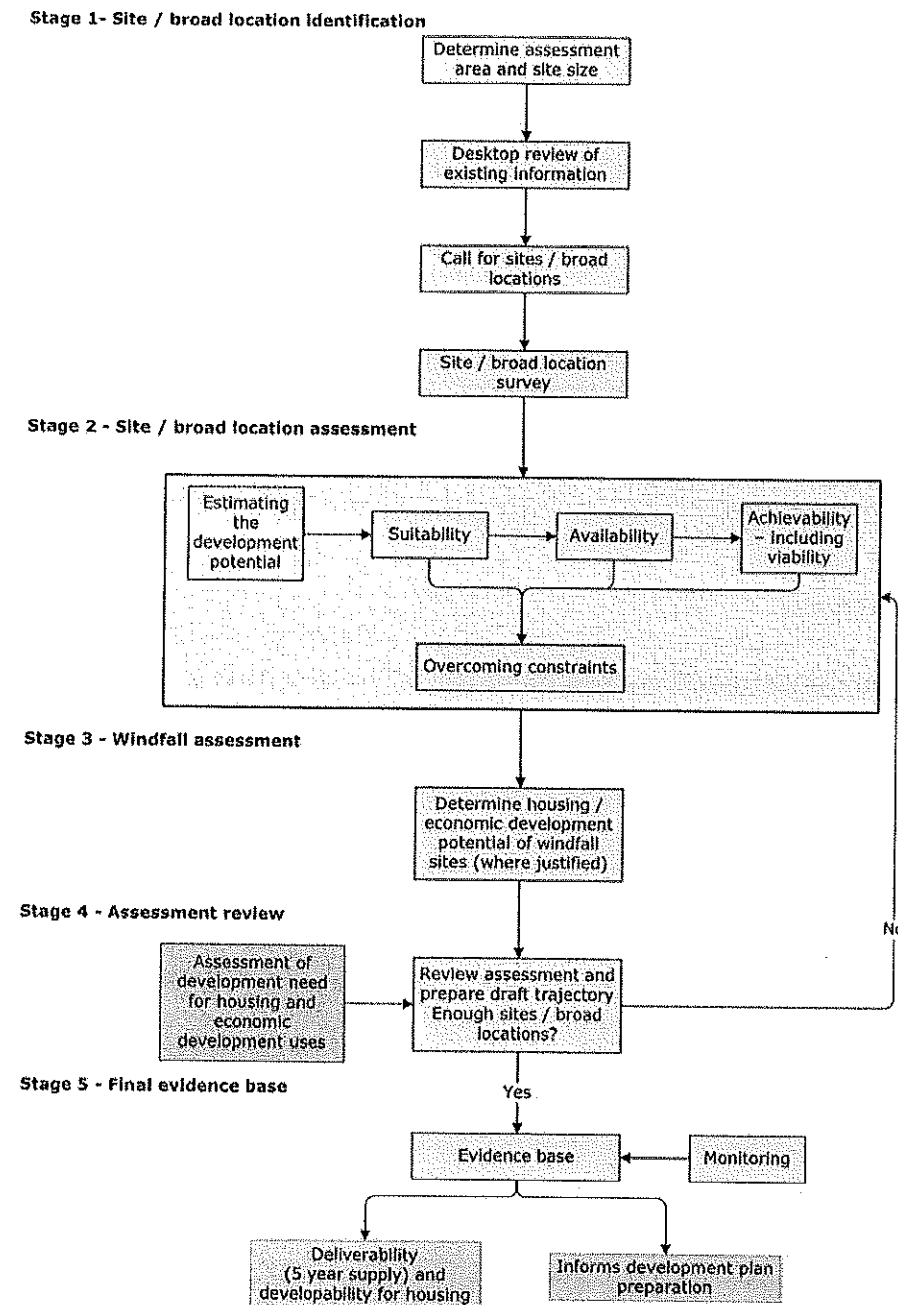 Stage 1- Site / broad location identification
Determine assessment
area and site size
Desktop review of
existing information
Call for sites / broad
locations
Site / broad location
survey
Stage 2 - Site / broad location assessment
Estimating
the
development
potential
Suitability
Availability
Achievability
– including
viability
Overcoming constraints
Stage 3 - Windfall assessment
Determine housing /
economic development
potential of windfall
sites (where justified)
Stage 4 - Assessment review
Assessment of
development need
for housing and
economic
development uses
Review assessment and
prepare draft trajectory
Enough sites / broad
locations?
No
Stage 5 - Final evidence base
Yes
Evidence base
Monitoring
Deliverability
(5 year supply) and
developability for housing
Informs development plan
preparation